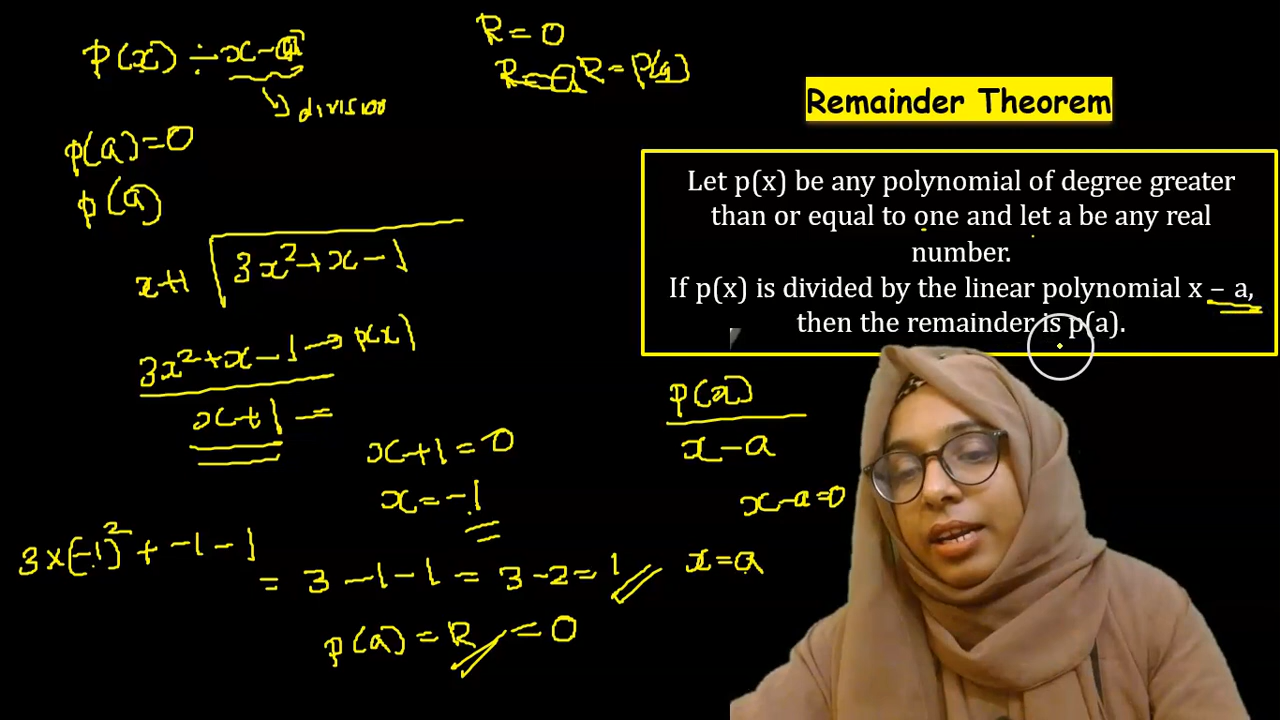 p(x) ÷ x-a
division
p(a)=0
p(a)
R=0
R=P(a)
x+1 3x²+x-1
3x²+x-1 → p(x)
x+1 =
x+1=0
x=-1
3×(-1)²+ -1 -1
= 3-1-1 = 3-2=1
p(a) = R = 0
Remainder Theorem
Let p(x) be any polynomial of degree greater
than or equal to one and let a be any real
number.
If p(x) is divided by the linear polynomial x – a,
then the remainder is p(a).
p(x)
x-a
x-a=0
x=a